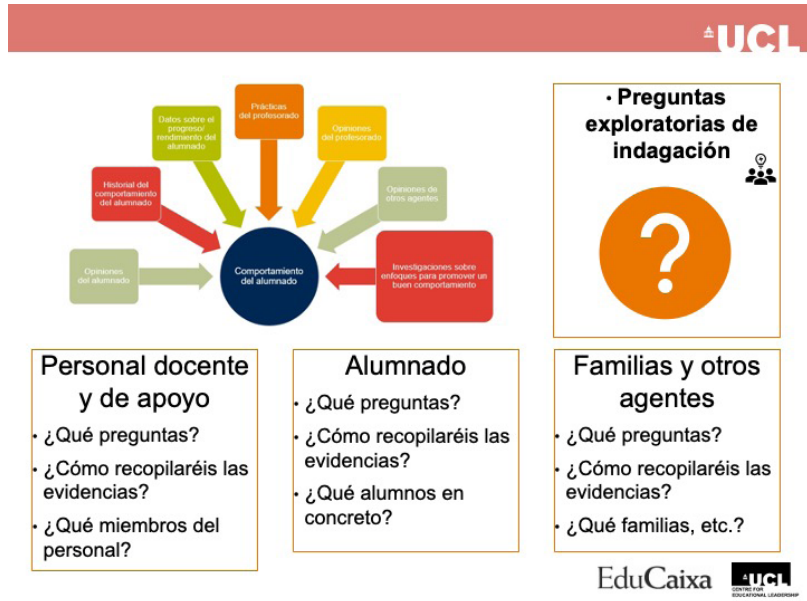 UCL
Prácticas
del profesorado
Datos sobre el
progreso/
rendimiento del
alumnado
Opiniones
del profesorado
Historial del
comportamiento
del alumnado
Opiniones de
otros agentes
Opiniones
del alumnado
Comportamiento
del alumnado
Investigaciones sobre
enfoques para promover un
buen comportamiento
• Preguntas
exploratorias de
indagación
?
Personal docente
y de apoyo
• ¿Qué preguntas?
• ¿Cómo recopilaréis las
evidencias?
• ¿Qué miembros del
personal?
Alumnado
• ¿Qué preguntas?
• ¿Cómo recopilaréis las
evidencias?
• ¿Qué alumnos en
concreto?
Familias y otros
agentes
• ¿Qué preguntas?
• ¿Cómo recopilaréis las
evidencias?
• ¿Qué familias, etc.?
EduCaixa
UCL
CENTRE FOR
EDUCATIONAL LEADERSHIP